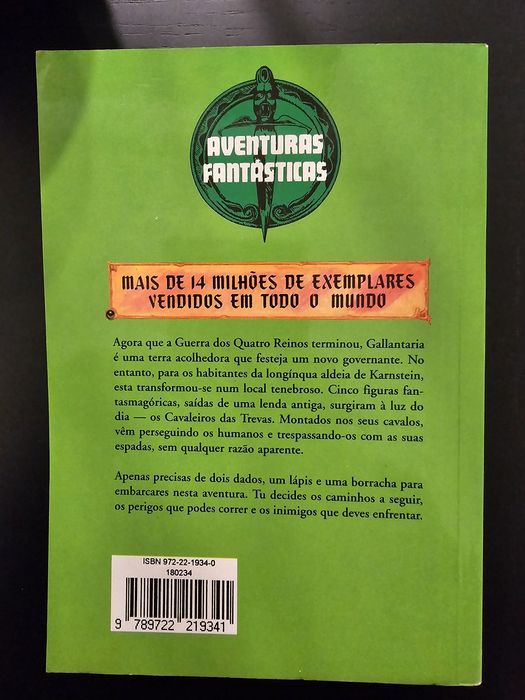 AVENTURAS
FANTÁSTICAS
MAIS DE 14 MILHÕES DE EXEMPLARES
VENDIDOS EM TODO O MUNDO
Agora que a Guerra dos Quatro Reinos terminou, Gallantaria
é uma terra acolhedora que festeja um novo governante. No
entanto, para os habitantes da longínqua aldeia de Karnstein,
esta transformou-se num local tenebroso. Cinco figuras fan-
tasmagóricas, saídas de uma lenda antiga, surgiram à luz do
dia — os Cavaleiros das Trevas. Montados nos seus cavalos,
vêm perseguindo os humanos e trespassando-os com as suas
espadas, sem qualquer razão aparente.
Apenas precisas de dois dados, um lápis e uma borracha para
embarcares nesta aventura. Tu decides os caminhos a seguir,
os perigos que podes correr e os inimigos que deves enfrentar.
ISBN 972-22-1934-0
180234
9 789722 219341